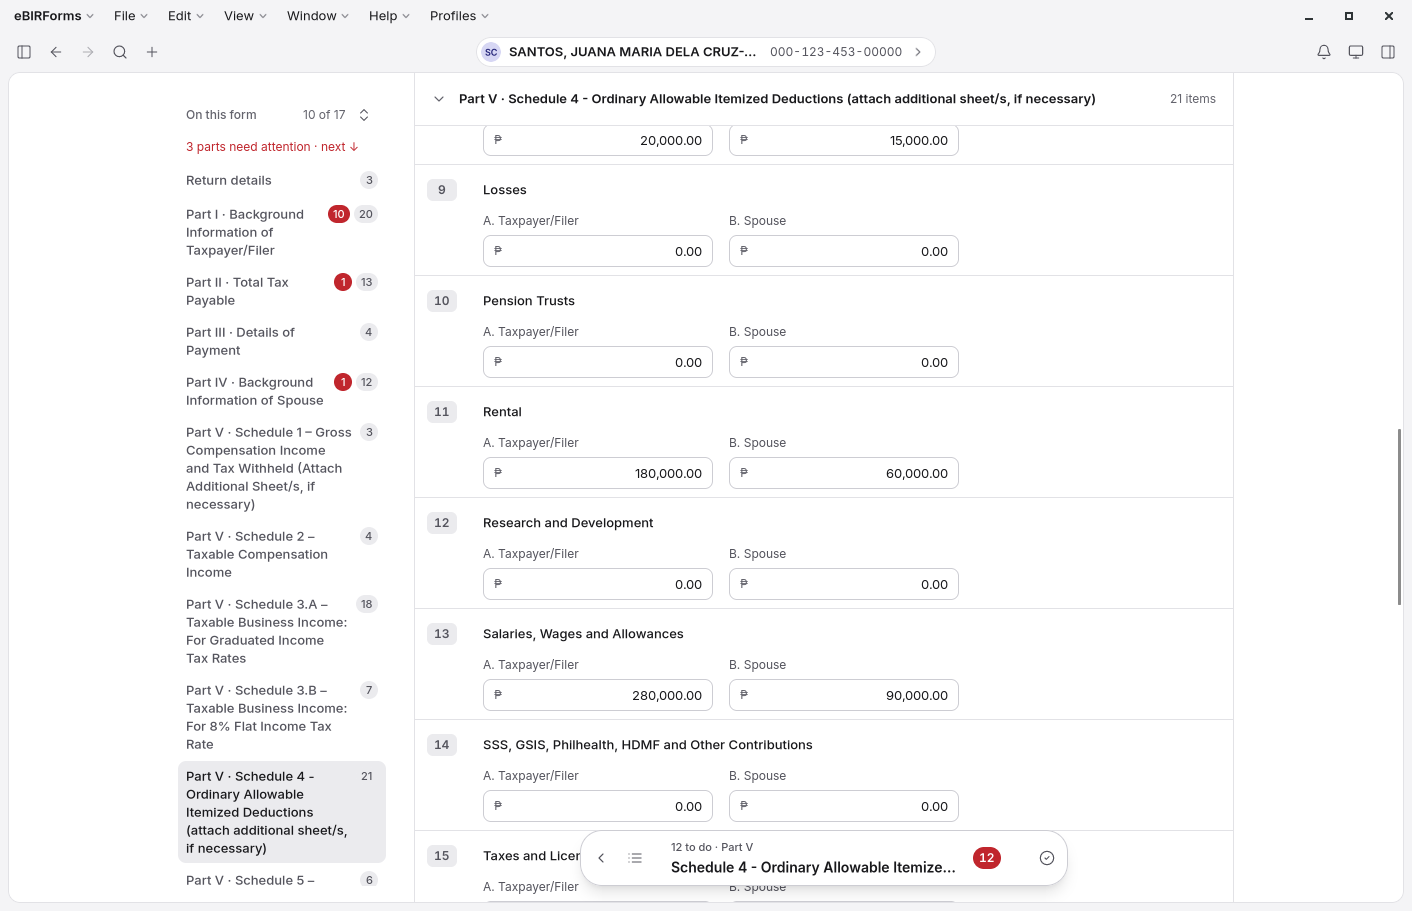 eBIRForms File Edit View Window Help Profiles
SC SANTOS, JUANA MARIA DELA CRUZ-... 000-123-453-00000
On this form 10 of 17
3 parts need attention · next ↓
Return details 3
Part I · Background 10 20
Information of
Taxpayer/Filer
Part II · Total Tax 1 13
Payable
Part III · Details of 4
Payment
Part IV · Background 1 12
Information of Spouse
Part V · Schedule 1 – Gross 3
Compensation Income
and Tax Withheld (Attach
Additional Sheet/s, if
necessary)
Part V · Schedule 2 – 4
Taxable Compensation
Income
Part V · Schedule 3.A – 18
Taxable Business Income:
For Graduated Income
Tax Rates
Part V · Schedule 3.B – 7
Taxable Business Income:
For 8% Flat Income Tax
Rate
Part V · Schedule 4 - 21
Ordinary Allowable
Itemized Deductions
(attach additional sheet/s,
if necessary)
Part V · Schedule 5 – 6
Part V · Schedule 4 - Ordinary Allowable Itemized Deductions (attach additional sheet/s, if necessary) 21 items
₱ 20,000.00 ₱ 15,000.00
9 Losses
A. Taxpayer/Filer B. Spouse
₱ 0.00 ₱ 0.00
10 Pension Trusts
A. Taxpayer/Filer B. Spouse
₱ 0.00 ₱ 0.00
11 Rental
A. Taxpayer/Filer B. Spouse
₱ 180,000.00 ₱ 60,000.00
12 Research and Development
A. Taxpayer/Filer B. Spouse
₱ 0.00 ₱ 0.00
13 Salaries, Wages and Allowances
A. Taxpayer/Filer B. Spouse
₱ 280,000.00 ₱ 90,000.00
14 SSS, GSIS, Philhealth, HDMF and Other Contributions
A. Taxpayer/Filer B. Spouse
₱ 0.00 ₱ 0.00
15 Taxes and
A. Taxpayer/Filer B. Spouse
12 to do · Part V
Schedule 4 - Ordinary Allowable Itemize... 12